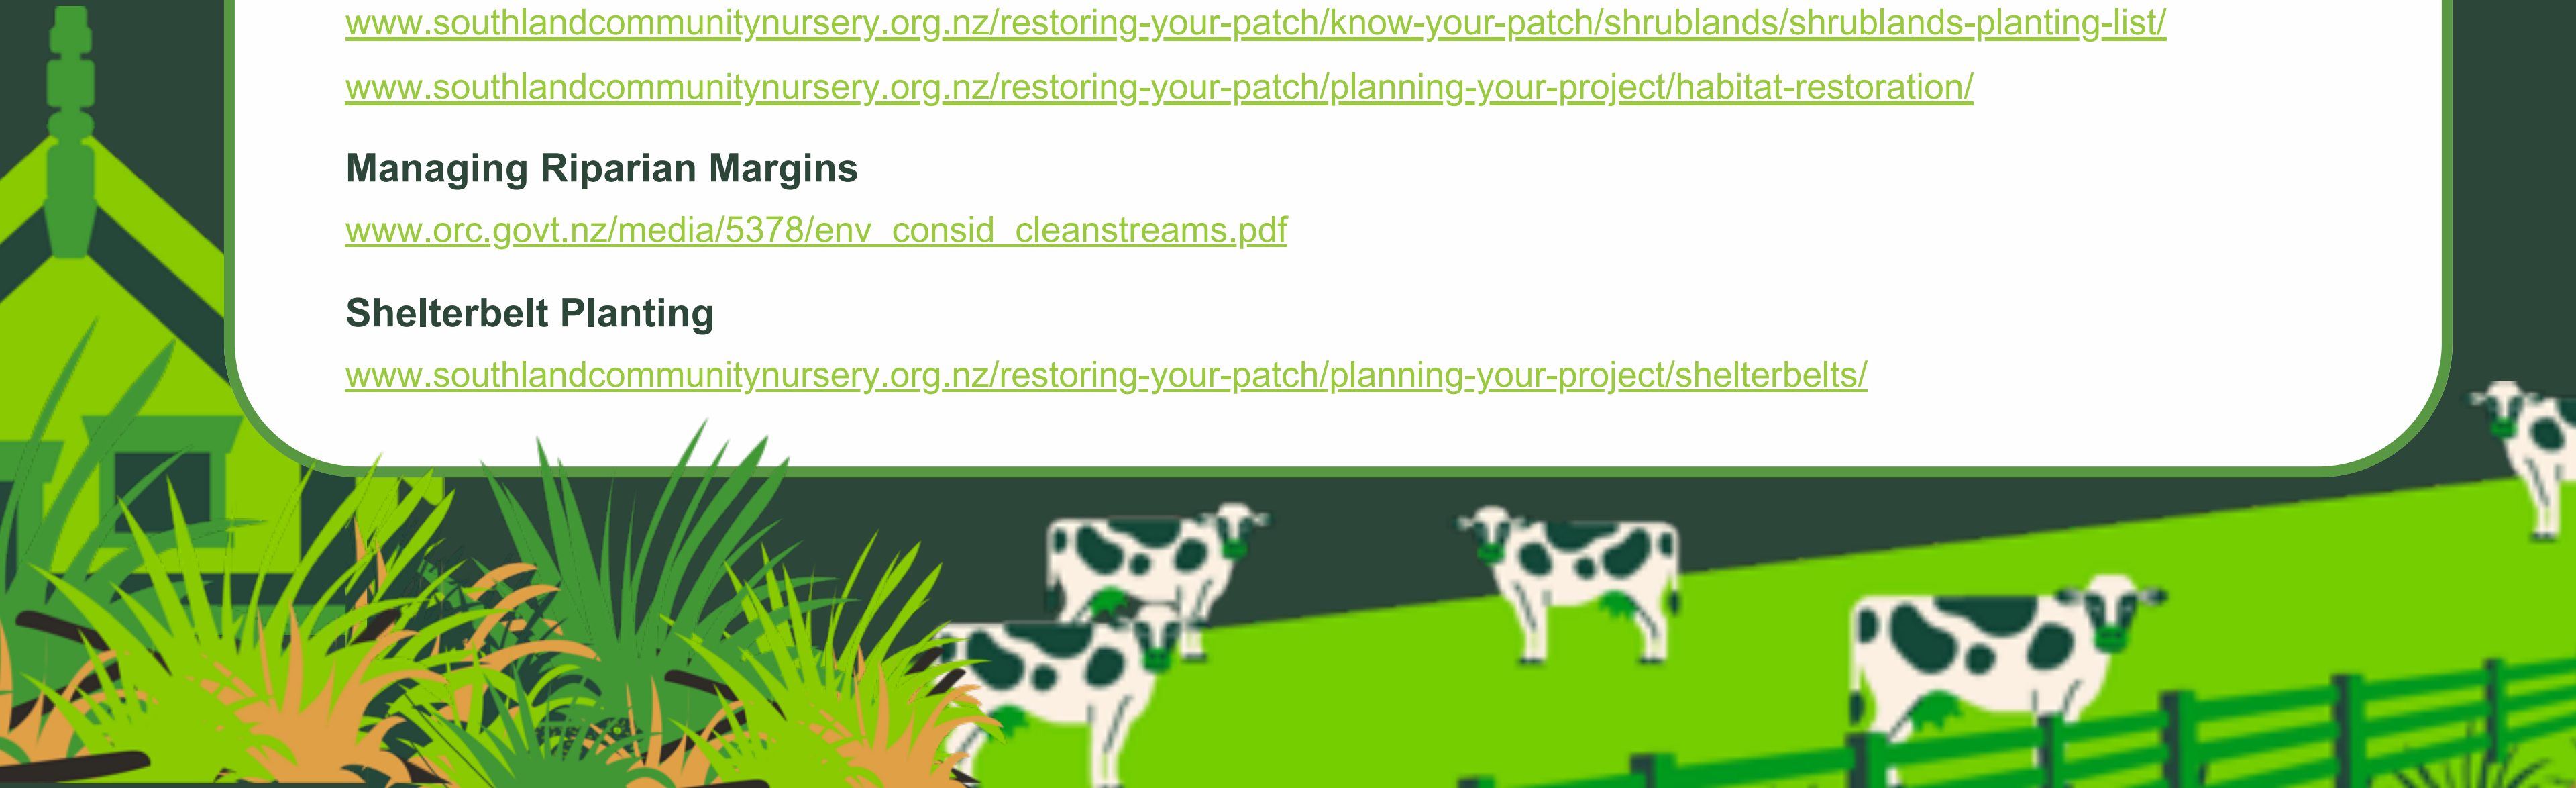 www.southlandcommunitynursery.org.nz/restoring-your-patch/know-your-patch/shrublands/shrublands-planting-list/
www.southlandcommunitynursery.org.nz/restoring-your-patch/planning-your-project/habitat-restoration/
Managing Riparian Margins
www.orc.govt.nz/media/5378/env_consid_cleanstreams.pdf
Shelterbelt Planting
www.southlandcommunitynursery.org.nz/restoring-your-patch/planning-your-project/shelterbelts/